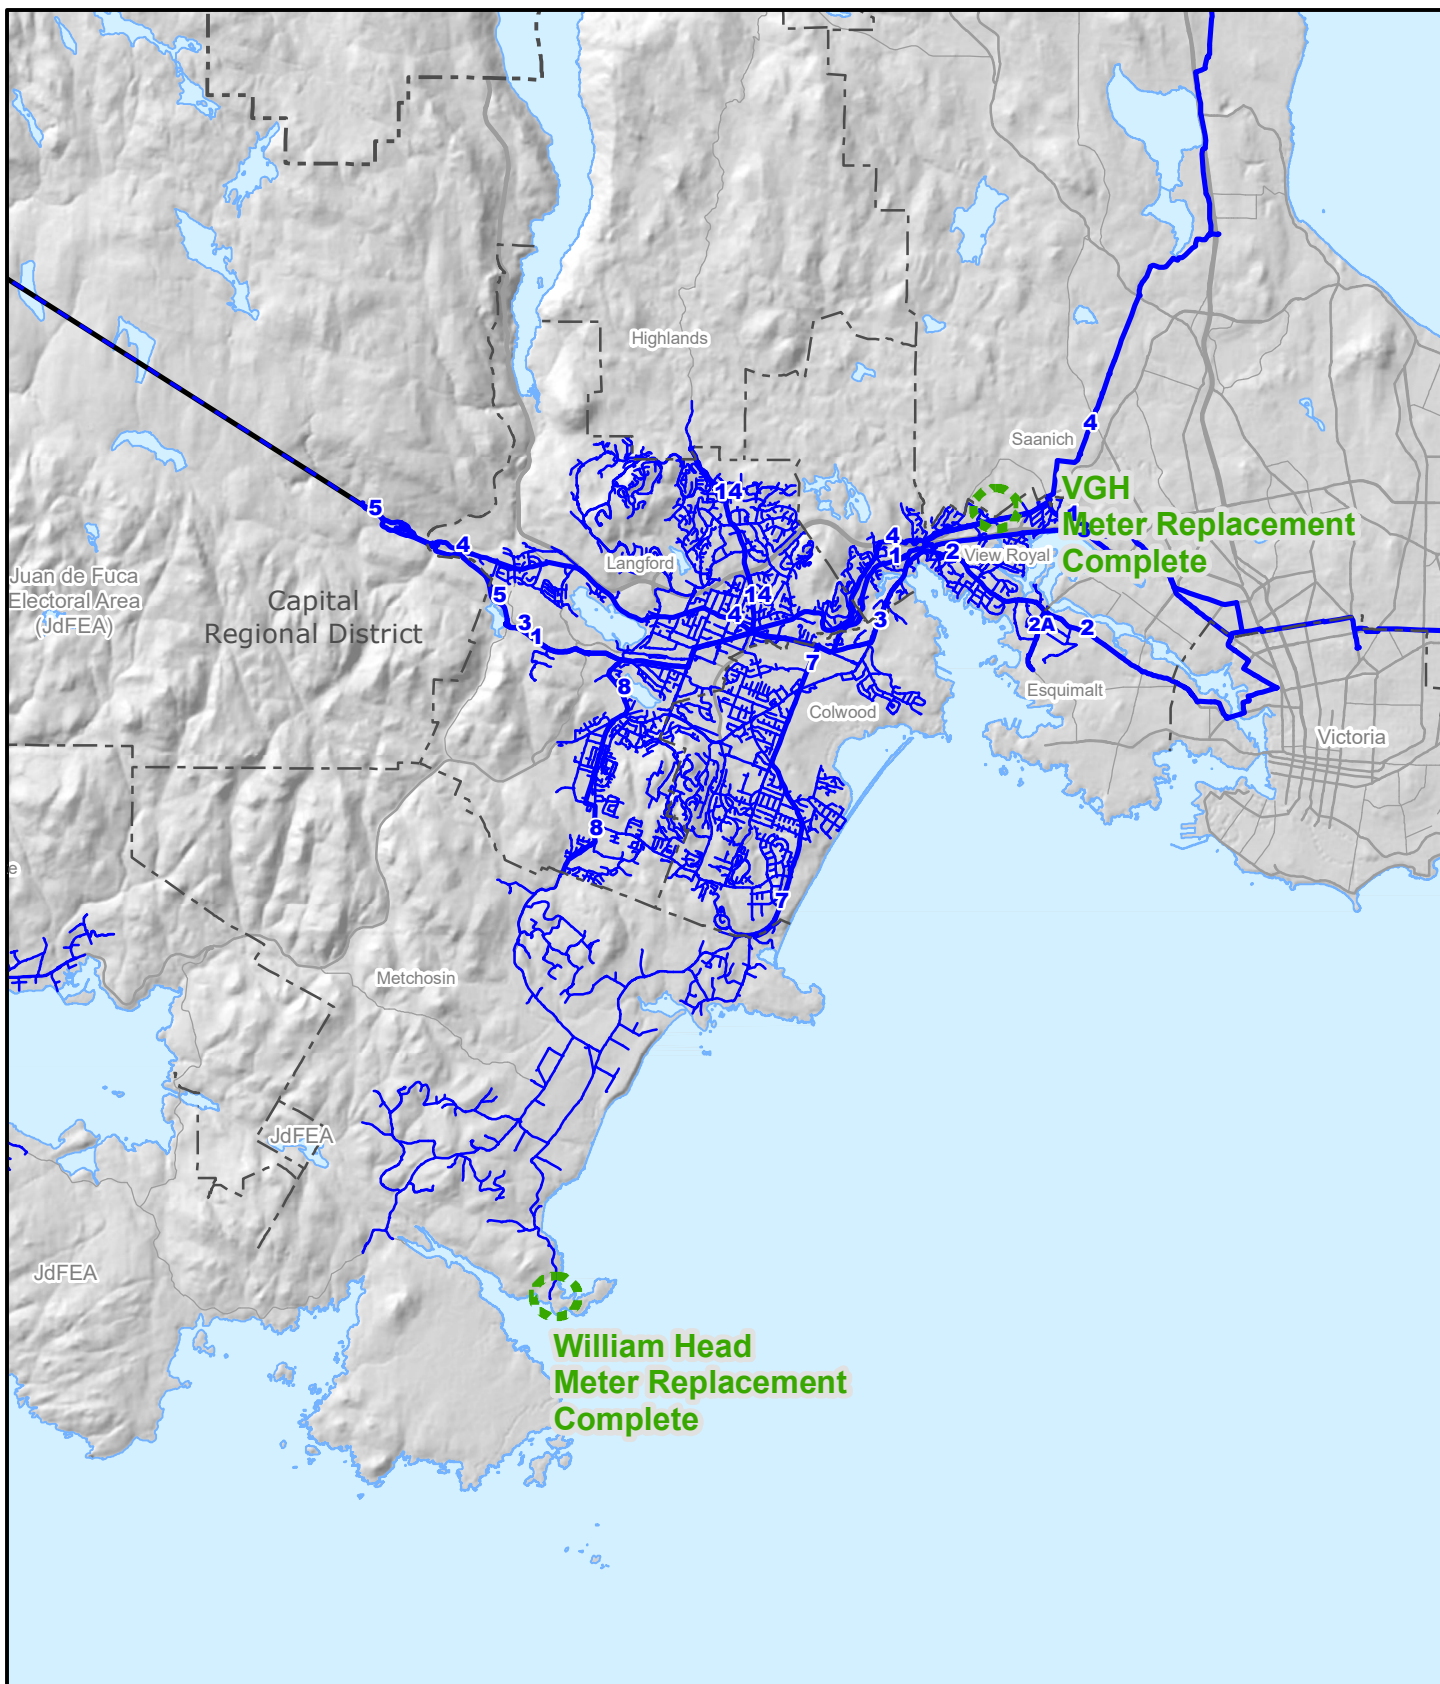 Highlands
4
Saanich
14
VGH
Meter Replacement
Complete
5
1
4
4
1
2
View Royal
Langford
Juan de Fuca
Electoral Area
(JdFEA)
Capital
Regional District
5
14
4
3
1
3
2A
2
7
8
Esquimalt
Colwood
Victoria
8
e
7
Metchosin
JdFEA
JdFEA
William Head
Meter Replacement
Complete